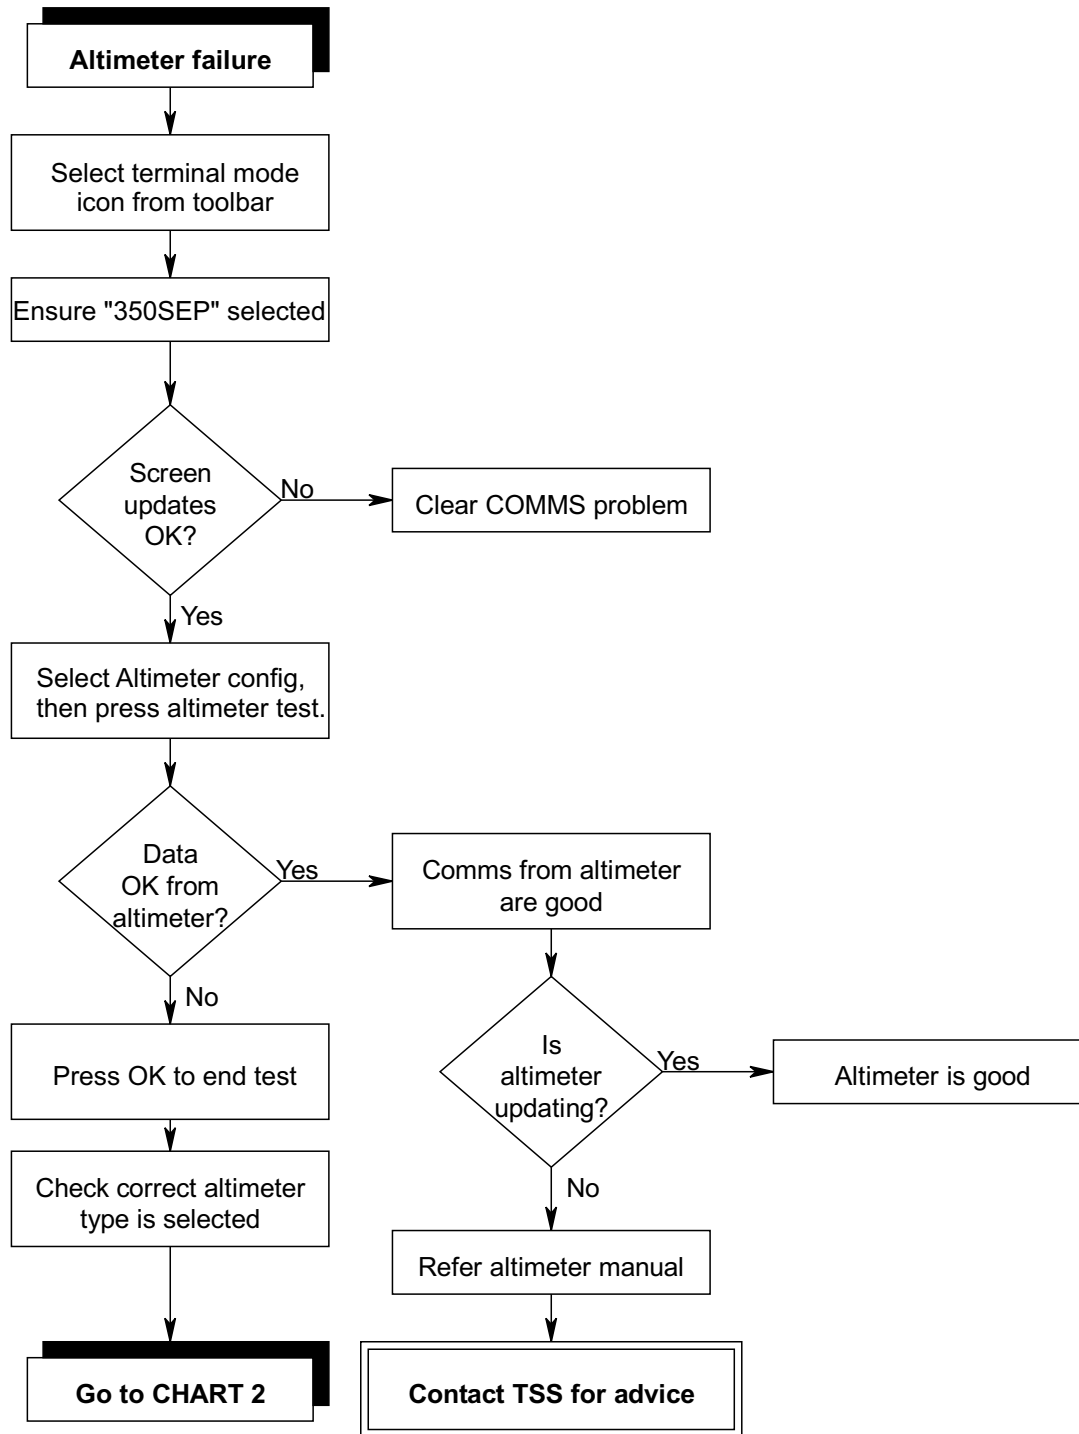 Altimeter failure
Select terminal mode
icon from toolbar
Ensure "350SEP" selected
Screen
updates
OK?
No
Clear COMMS problem
Yes
Select Altimeter config,
then press altimeter test.
Data
OK from
altimeter?
Yes
Comms from altimeter
are good
No
Is
altimeter
updating?
Yes
Altimeter is good
Press OK to end test
Check correct altimeter
type is selected
No
Refer altimeter manual
Go to CHART 2
Contact TSS for advice